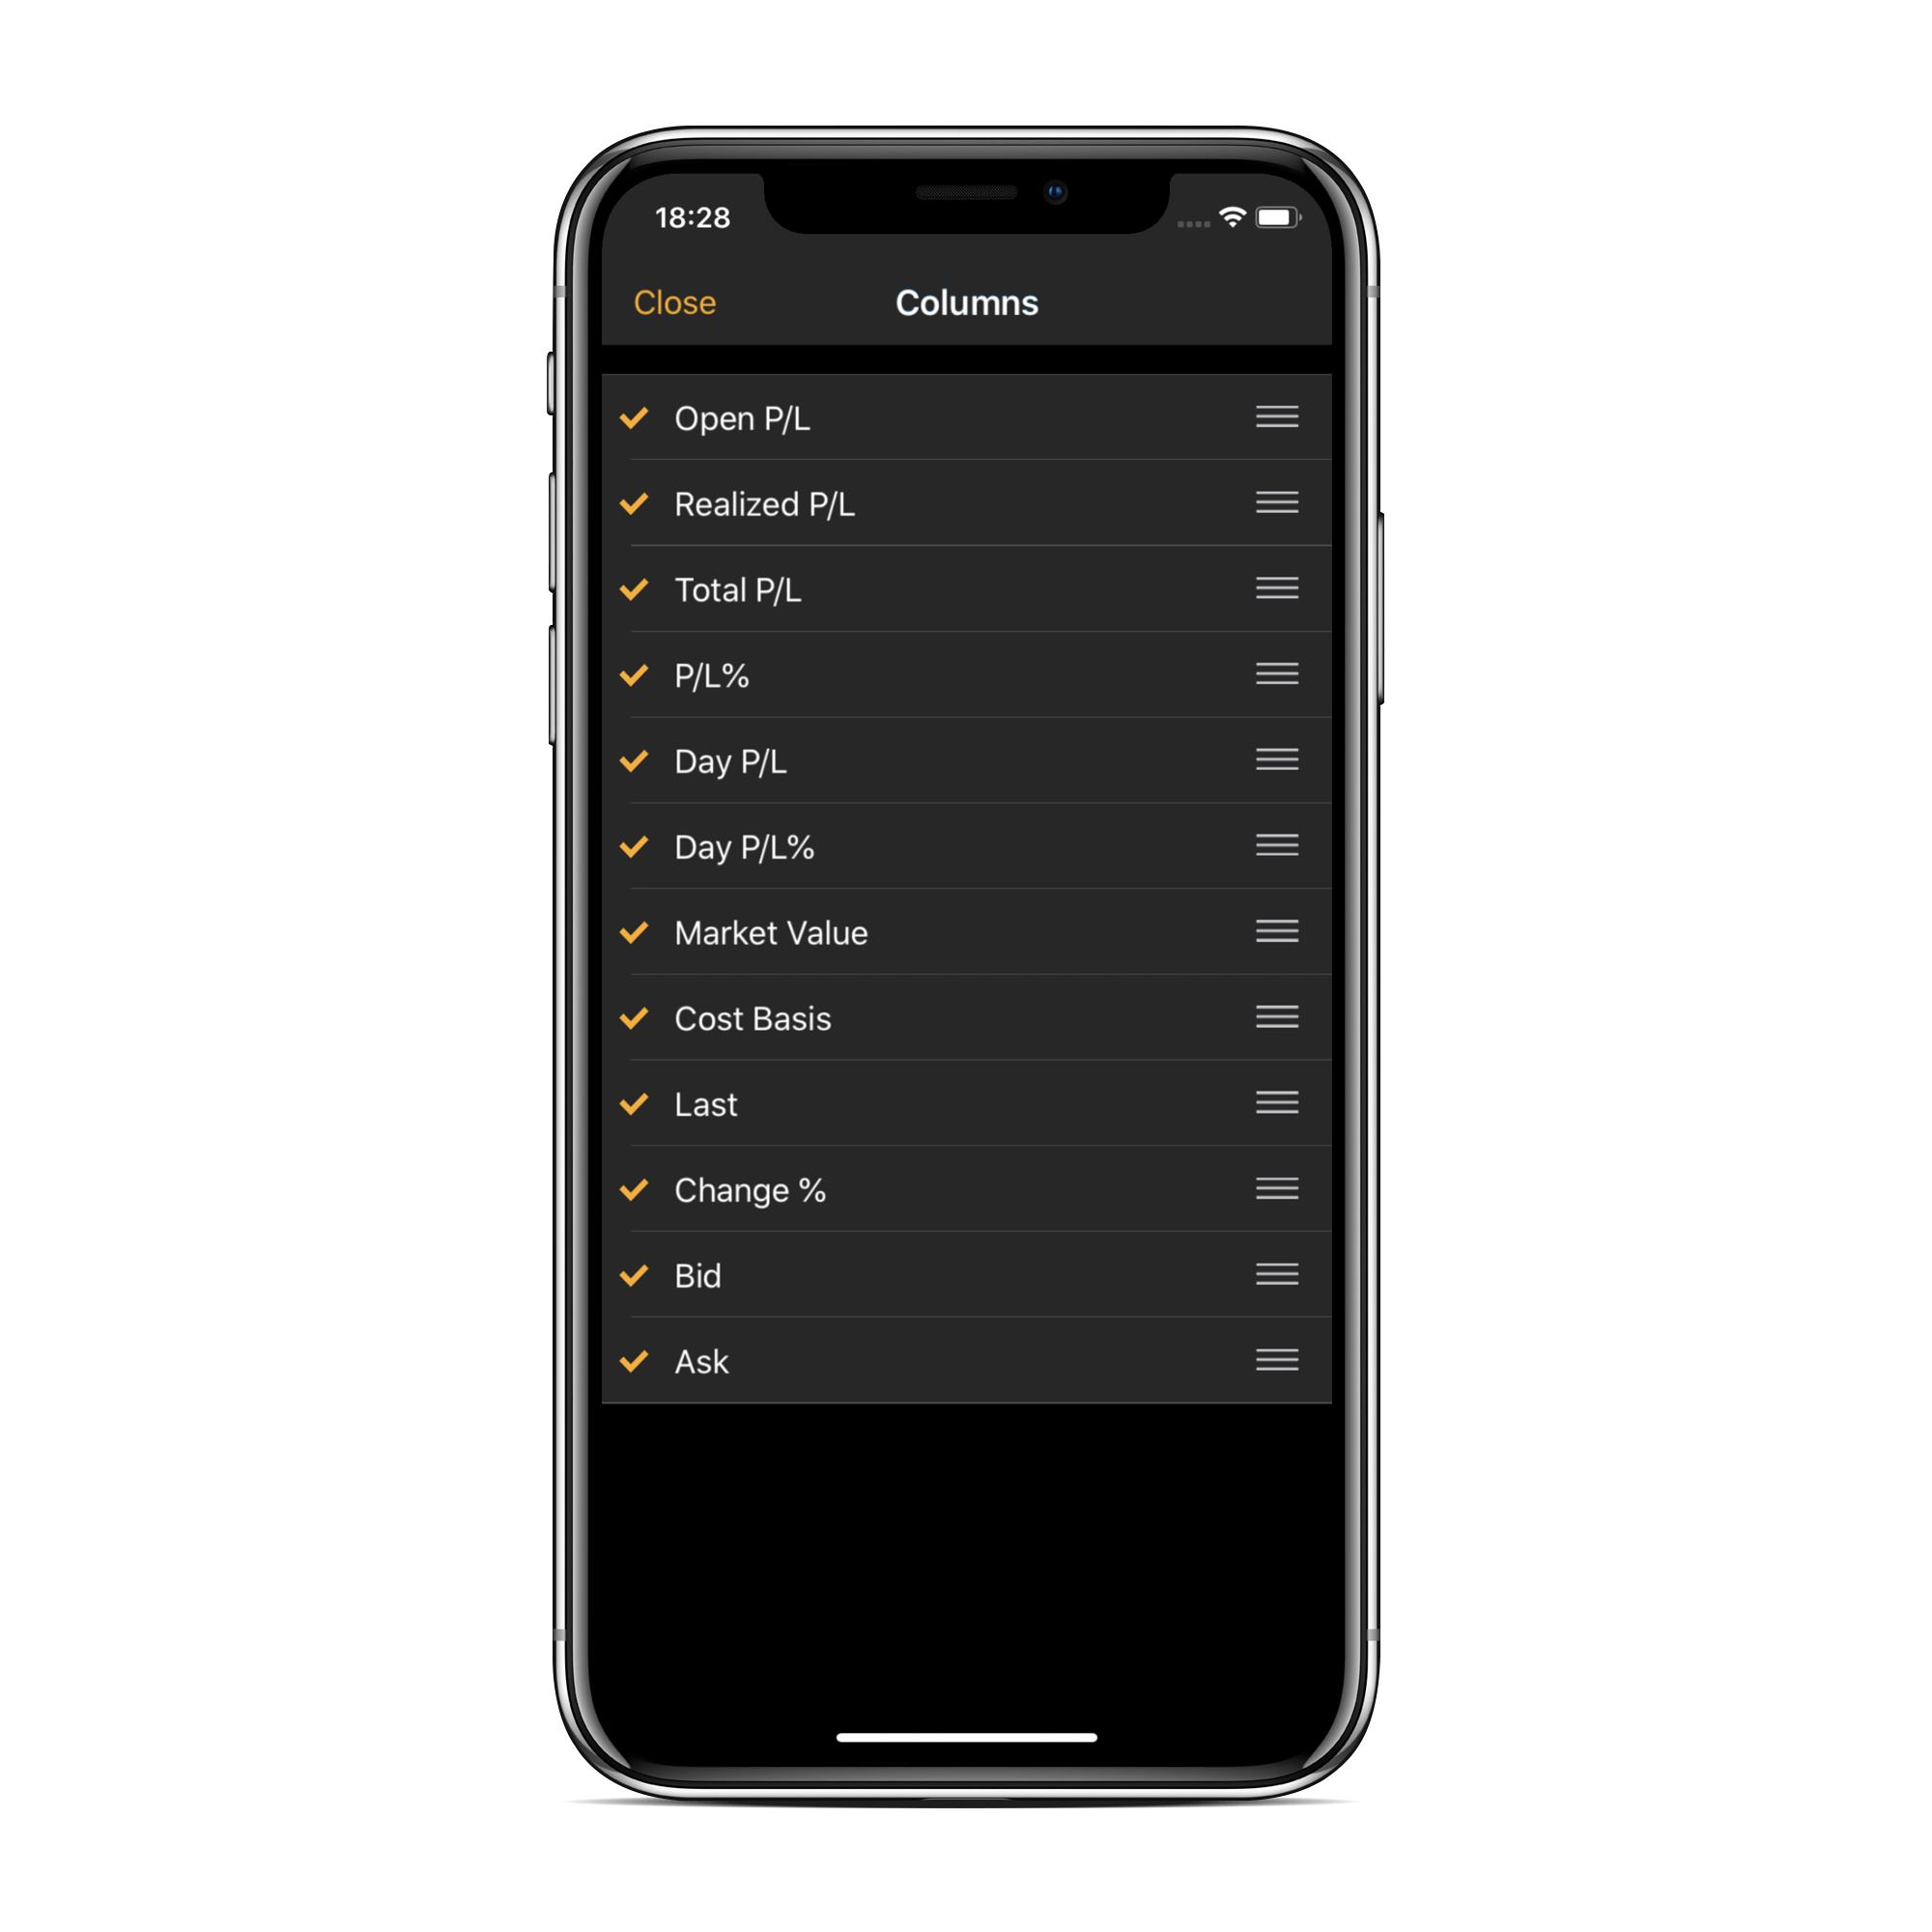 18:28
Close
Columns
Open P/L
Realized P/L
Total P/L
P/L%
Day P/L
Day P/L%
Market Value
Cost Basis
Last
Change %
Bid
Ask